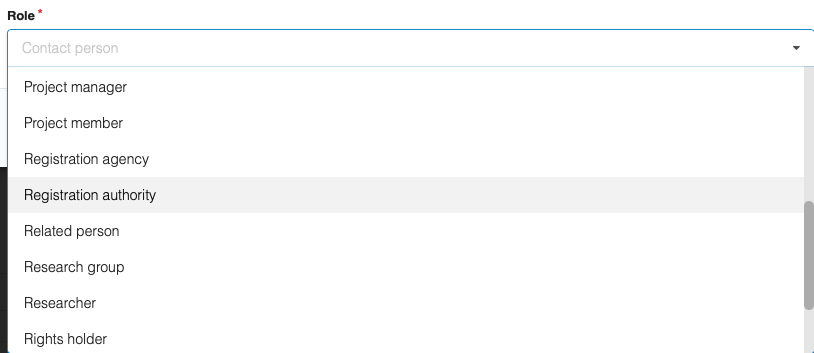 Role *
Contact person
Project manager
Project member
Registration agency
Registration authority
Related person
Research group
Researcher
Rights holder